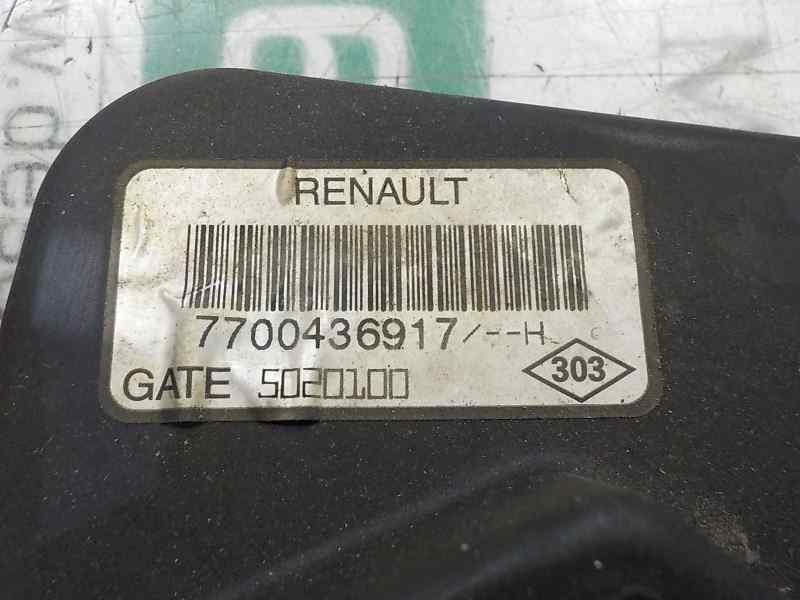 RENAULT
7700436917/--H
303
GATE 5020100